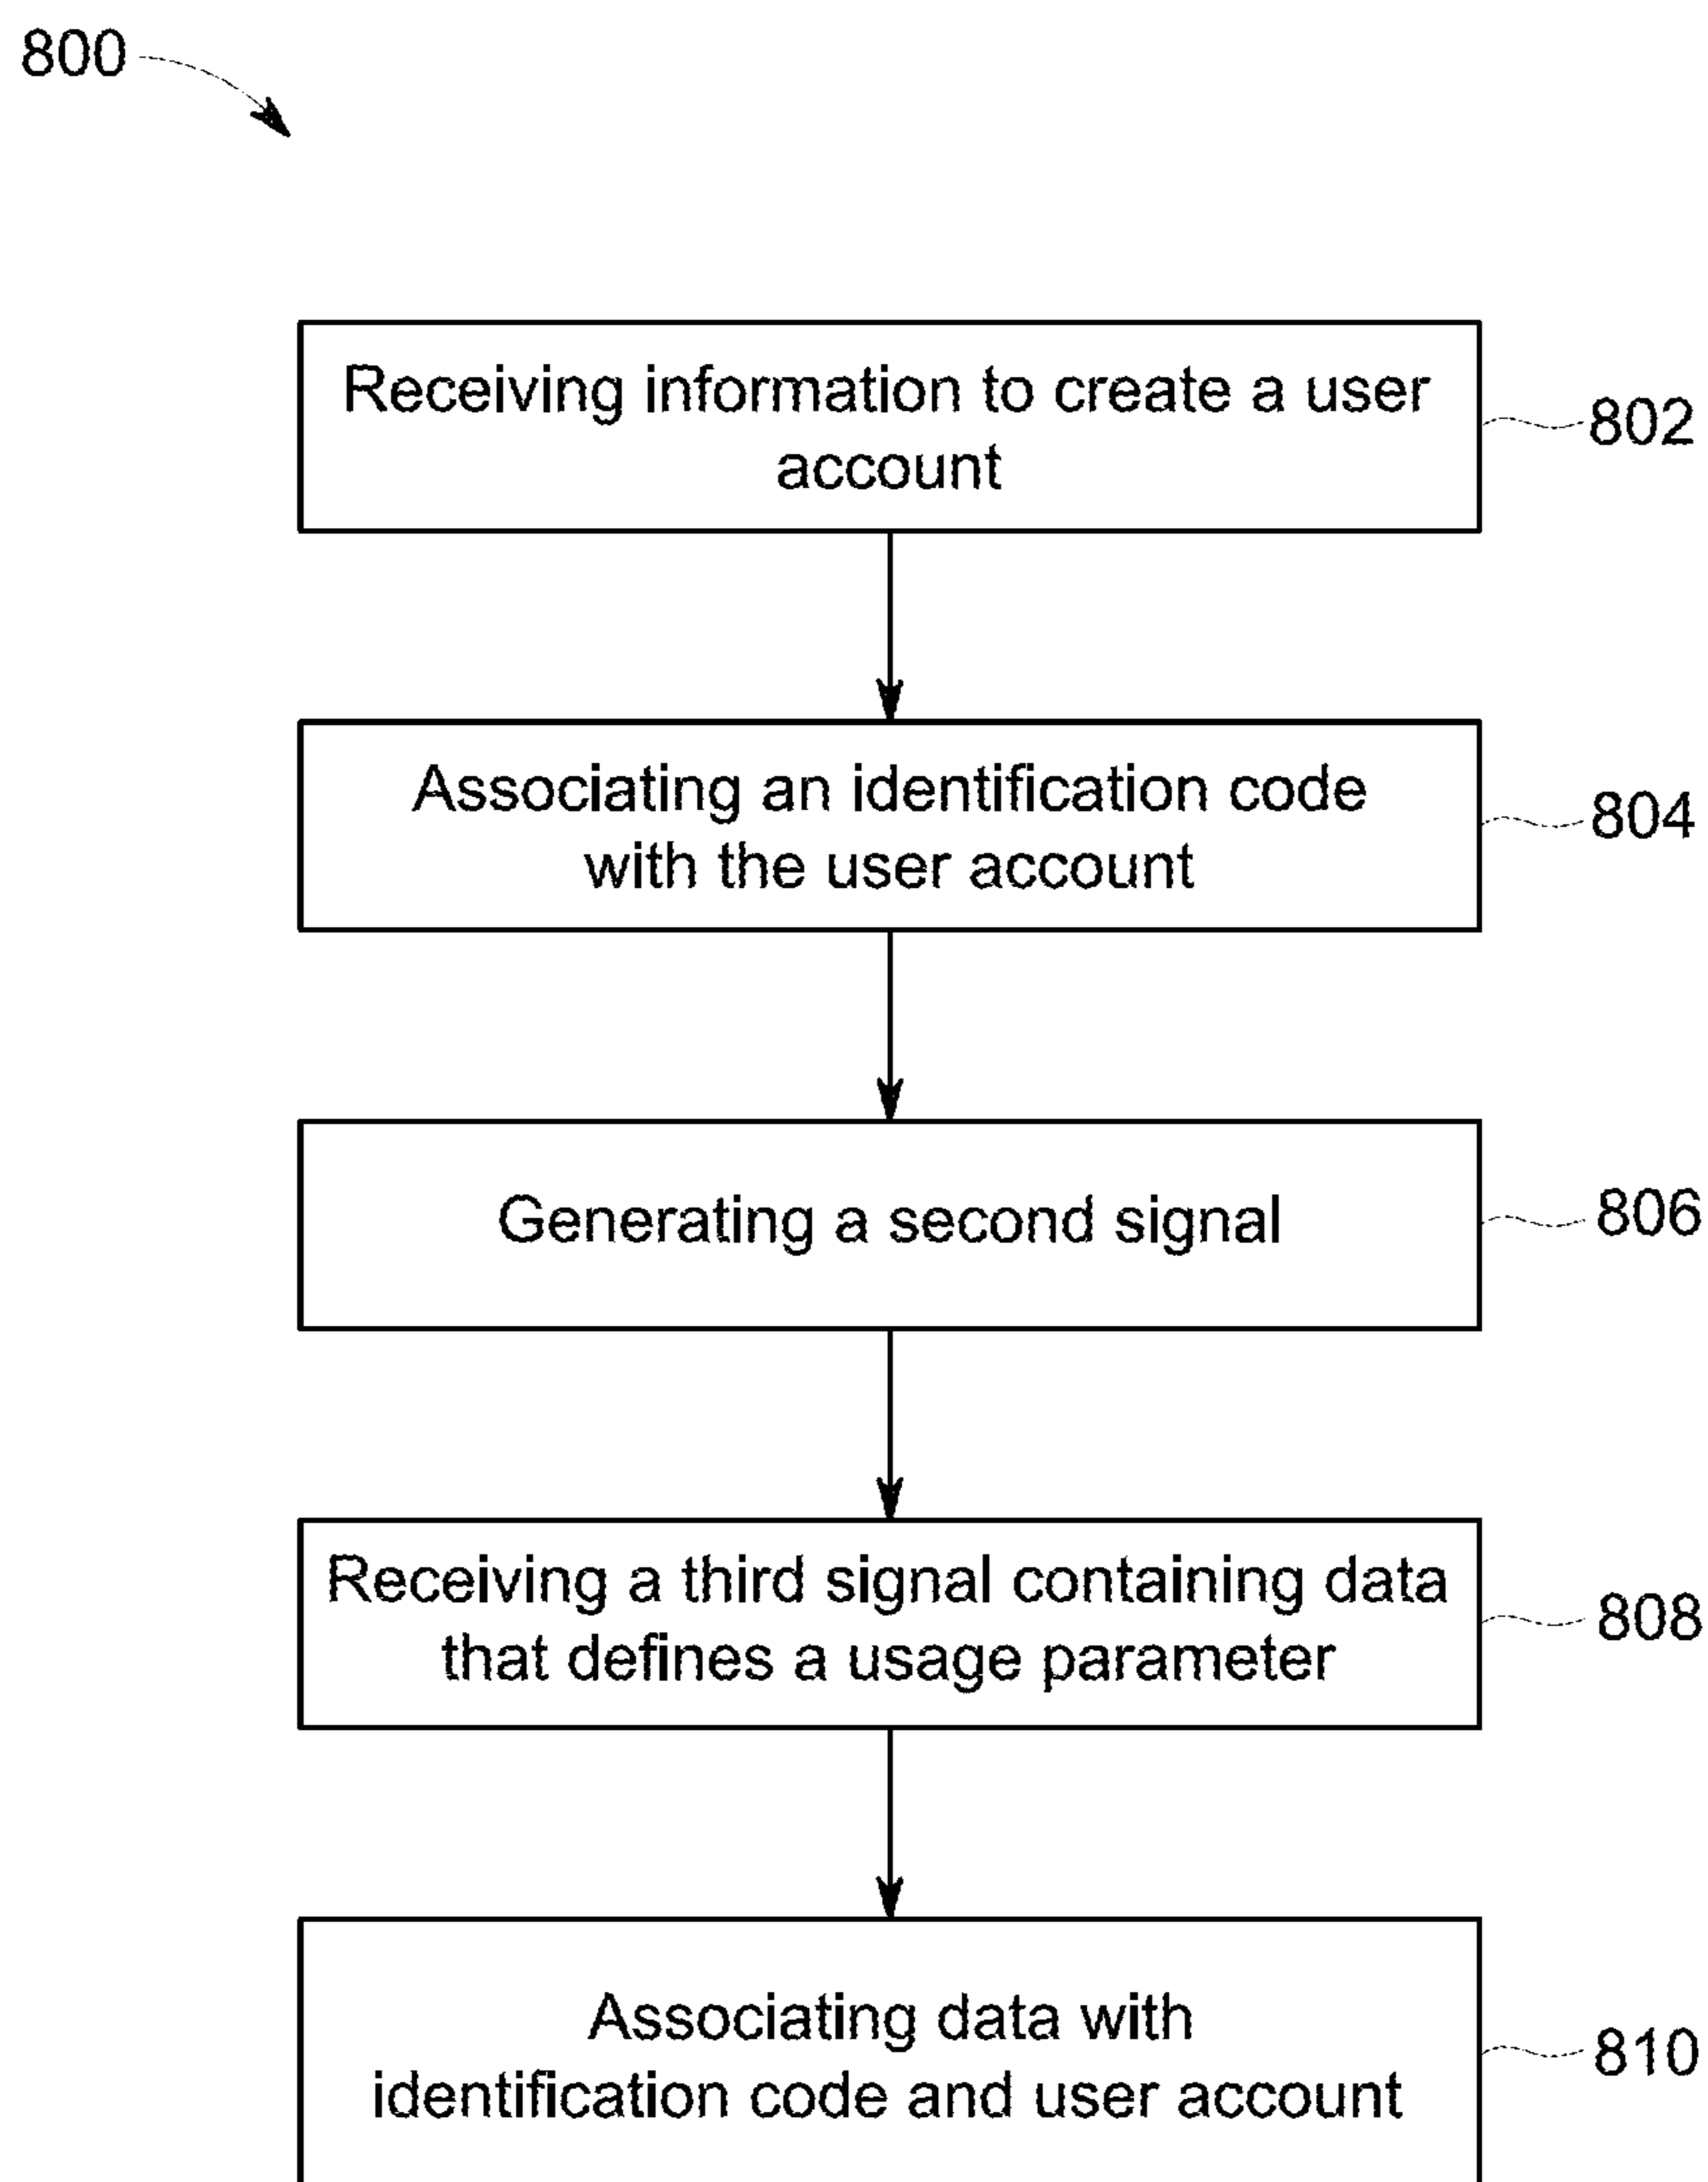 800
Receiving information to create a user
account
802
Associating an identification code
with the user account
804
Generating a second signal
806
Receiving a third signal containing data
that defines a usage parameter
808
Associating data with
identification code and user account
810